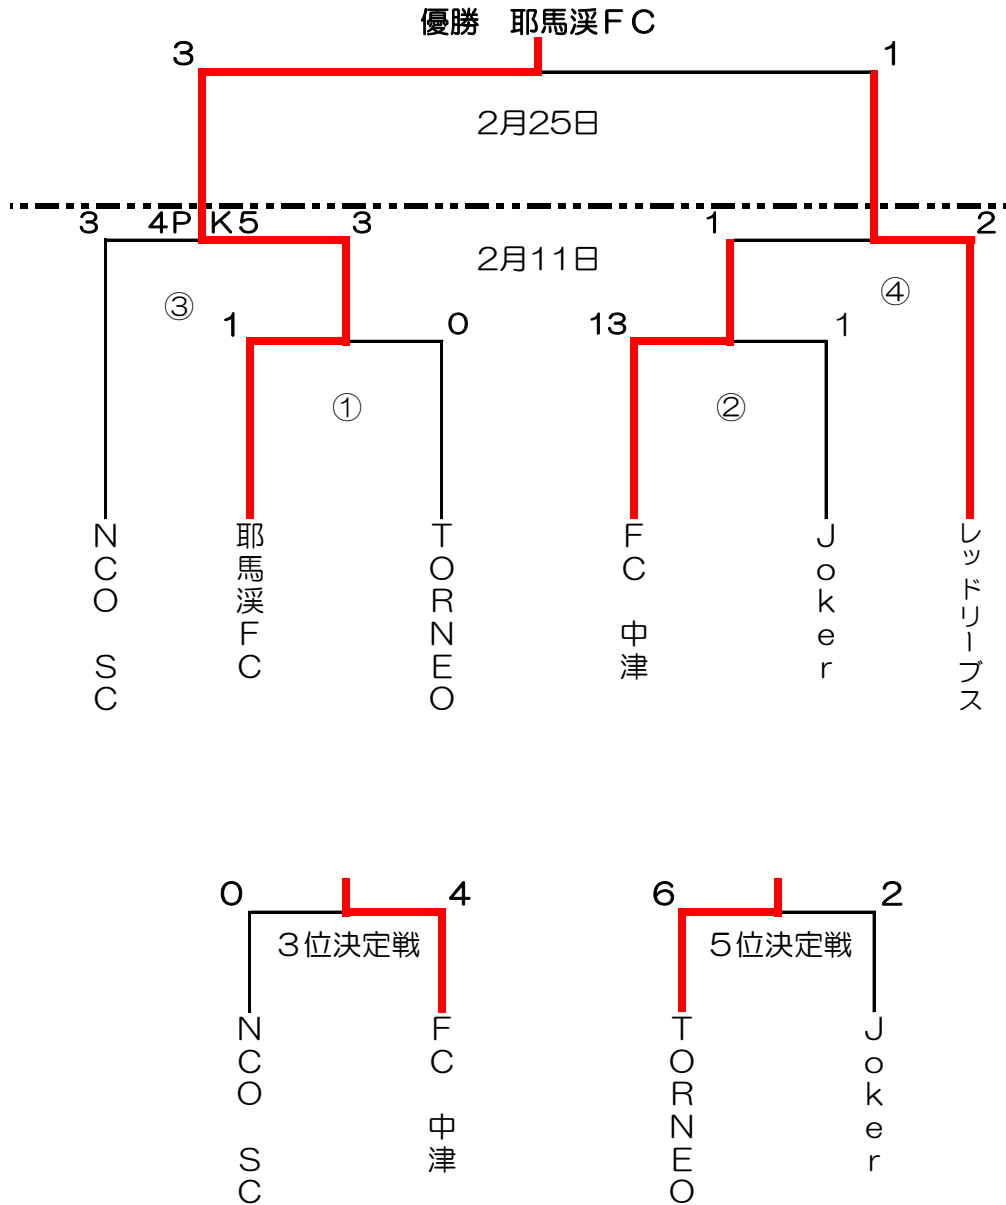 優勝　耶馬渓ＦＣ
3 1
2月25日
3 4P K5 3 1 2
2月11日
③ ④
1 0 13 1
① ②
NCO SC
耶馬渓FC
TORNEO
FC 中津
Joker
レッドリーブス
0 4 6 2
3位決定戦 5位決定戦
NCO SC
FC 中津
TORNEO
Joker